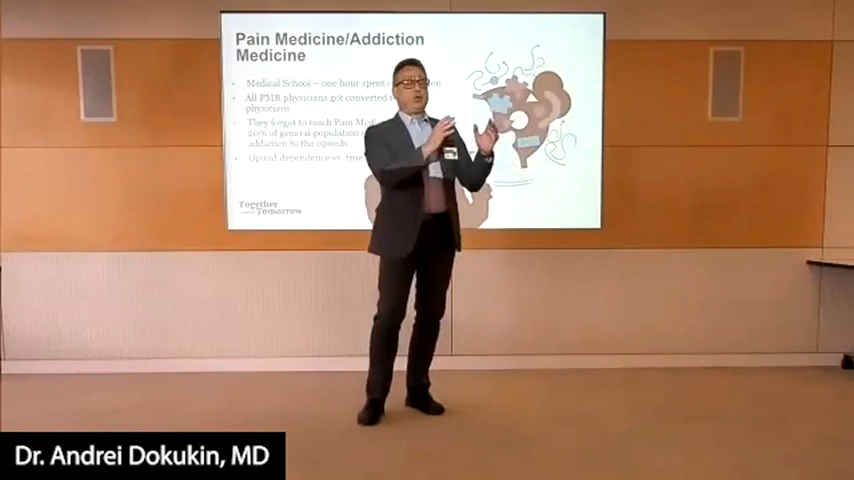 Pain Medicine/Addiction
Medicine
• Medical School – one hour spent
• All PMR physicians got converted
physicians
• They forgot to teach Pain
20% of general population
addiction to the opioids
• Opioid dependence vs. true
Together
Tomorrow
Dr. Andrei Dokukin, MD